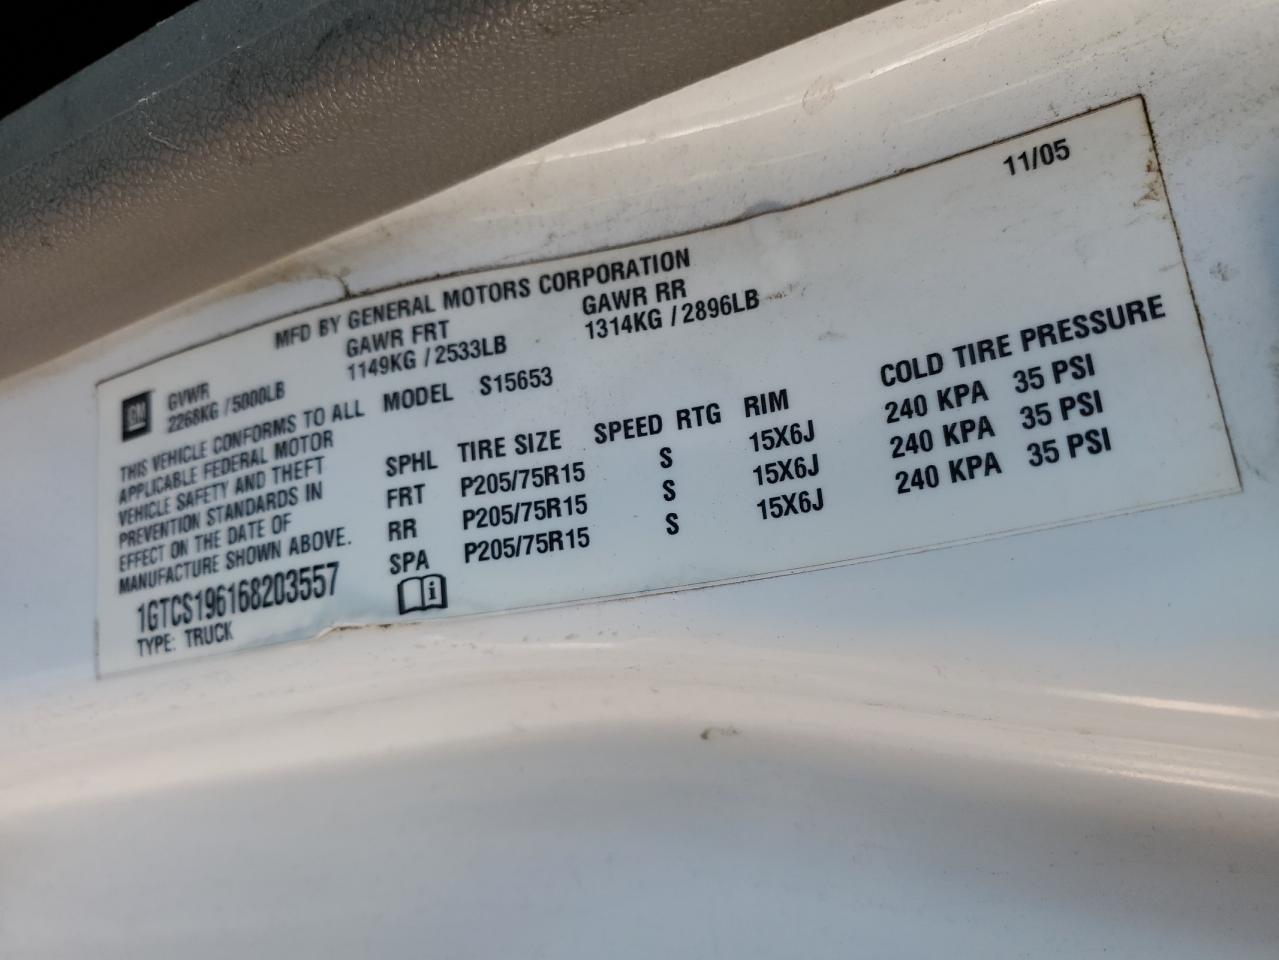 11/05
MFD BY GENERAL MOTORS CORPORATION
GM GVWR GAWR FRT GAWR RR
2268KG / 5000LB 1149KG / 2533LB 1314KG / 2896LB
THIS VEHICLE CONFORMS TO ALL
APPLICABLE FEDERAL MOTOR
VEHICLE SAFETY AND THEFT
PREVENTION STANDARDS IN
EFFECT ON THE DATE OF
MANUFACTURE SHOWN ABOVE.
1GTCS196168203557
TYPE: TRUCK
MODEL S15653
SPHL TIRE SIZE SPEED RTG RIM COLD TIRE PRESSURE
FRT P205/75R15 S 15X6J 240 KPA 35 PSI
RR P205/75R15 S 15X6J 240 KPA 35 PSI
SPA P205/75R15 S 15X6J 240 KPA 35 PSI
i